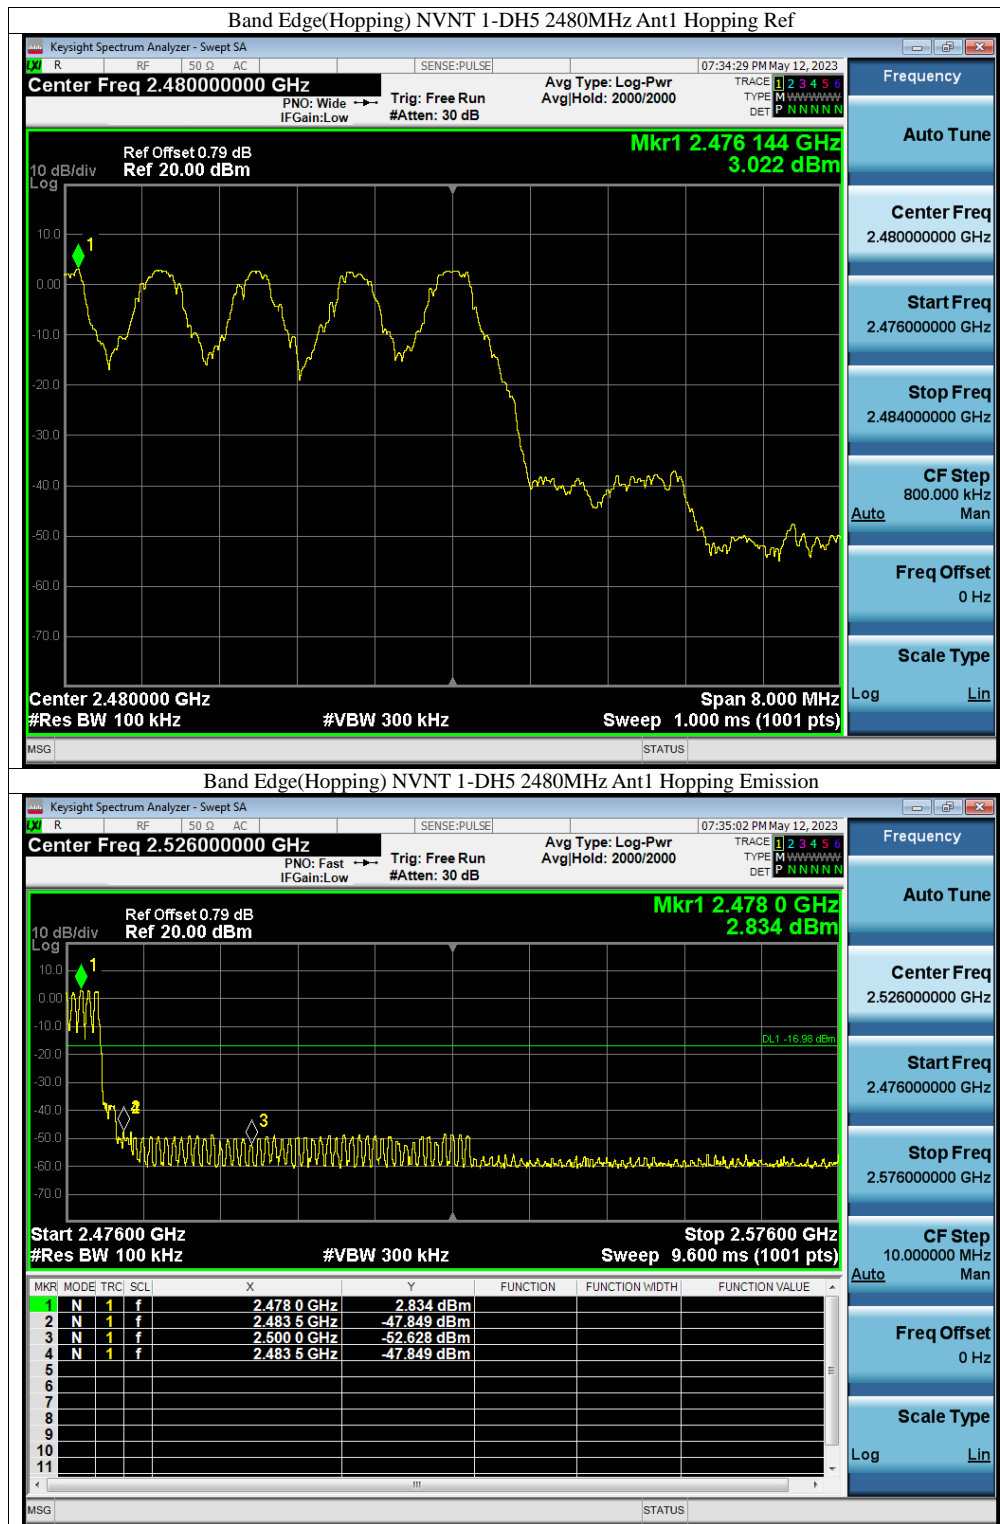 Band Edge(Hopping) NVNT 1-DH5 2480MHz Ant1 Hopping Ref
Keysight Spectrum Analyzer - Swept SA
LXI R RF 50 Ω AC SENSE:PULSE 07:34:29 PM May 12, 2023
Center Freq 2.480000000 GHz
PNO: Wide
IFGain:Low
Trig: Free Run
#Atten: 30 dB
Avg Type: Log-Pwr
Avg|Hold: 2000/2000
TRACE 1 2 3 4 5 6
TYPE M WWWWW
DET P N N N N N
Mkr1 2.476 144 GHz
3.022 dBm
Ref Offset 0.79 dB
10 dB/div Ref 20.00 dBm
Log
10.0
0.00
-10.0
-20.0
-30.0
-40.0
-50.0
-60.0
-70.0
1
Center 2.480000 GHz Span 8.000 MHz
#Res BW 100 kHz #VBW 300 kHz Sweep 1.000 ms (1001 pts)
MSG STATUS
Frequency
Auto Tune
Center Freq
2.480000000 GHz
Start Freq
2.476000000 GHz
Stop Freq
2.484000000 GHz
CF Step
800.000 kHz
Auto Man
Freq Offset
0 Hz
Scale Type
Log Lin
Band Edge(Hopping) NVNT 1-DH5 2480MHz Ant1 Hopping Emission
Keysight Spectrum Analyzer - Swept SA
LXI R RF 50 Ω AC SENSE:PULSE 07:35:02 PM May 12, 2023
Center Freq 2.526000000 GHz
PNO: Fast
IFGain:Low
Trig: Free Run
#Atten: 30 dB
Avg Type: Log-Pwr
Avg|Hold: 2000/2000
TRACE 1 2 3 4 5 6
TYPE M WWWWW
DET P N N N N N
Mkr1 2.478 0 GHz
2.834 dBm
Ref Offset 0.79 dB
10 dB/div Ref 20.00 dBm
Log
10.0
0.00
-10.0
-20.0
-30.0
-40.0
-50.0
-60.0
-70.0
1
3
DL1 -16.98 dBm
Start 2.47600 GHz Stop 2.57600 GHz
#Res BW 100 kHz #VBW 300 kHz Sweep 9.600 ms (1001 pts)
MKR MODE TRC SCL X Y FUNCTION FUNCTION WIDTH FUNCTION VALUE
1 N 1 f 2.478 0 GHz 2.834 dBm
2 N 1 f 2.483 5 GHz -47.849 dBm
3 N 1 f 2.500 0 GHz -52.628 dBm
4 N 1 f 2.483 5 GHz -47.849 dBm
5
6
7
8
9
10
11
MSG STATUS
Frequency
Auto Tune
Center Freq
2.526000000 GHz
Start Freq
2.476000000 GHz
Stop Freq
2.576000000 GHz
CF Step
10.000000 MHz
Auto Man
Freq Offset
0 Hz
Scale Type
Log Lin